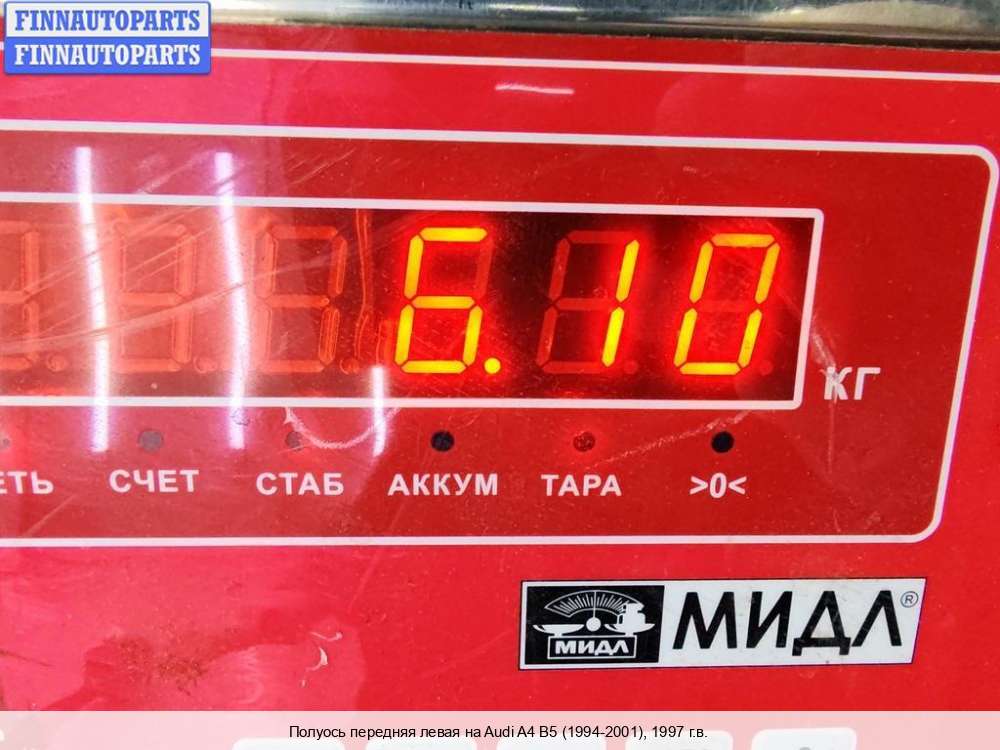 FINNAUTOPARTS
FINNAUTOPARTS
6.10
КГ
СЧЕТ СТАБ АККУМ ТАРА >0<
МИДЛ МИДЛ®
Полуось передняя левая на Audi A4 B5 (1994-2001), 1997 г.в.